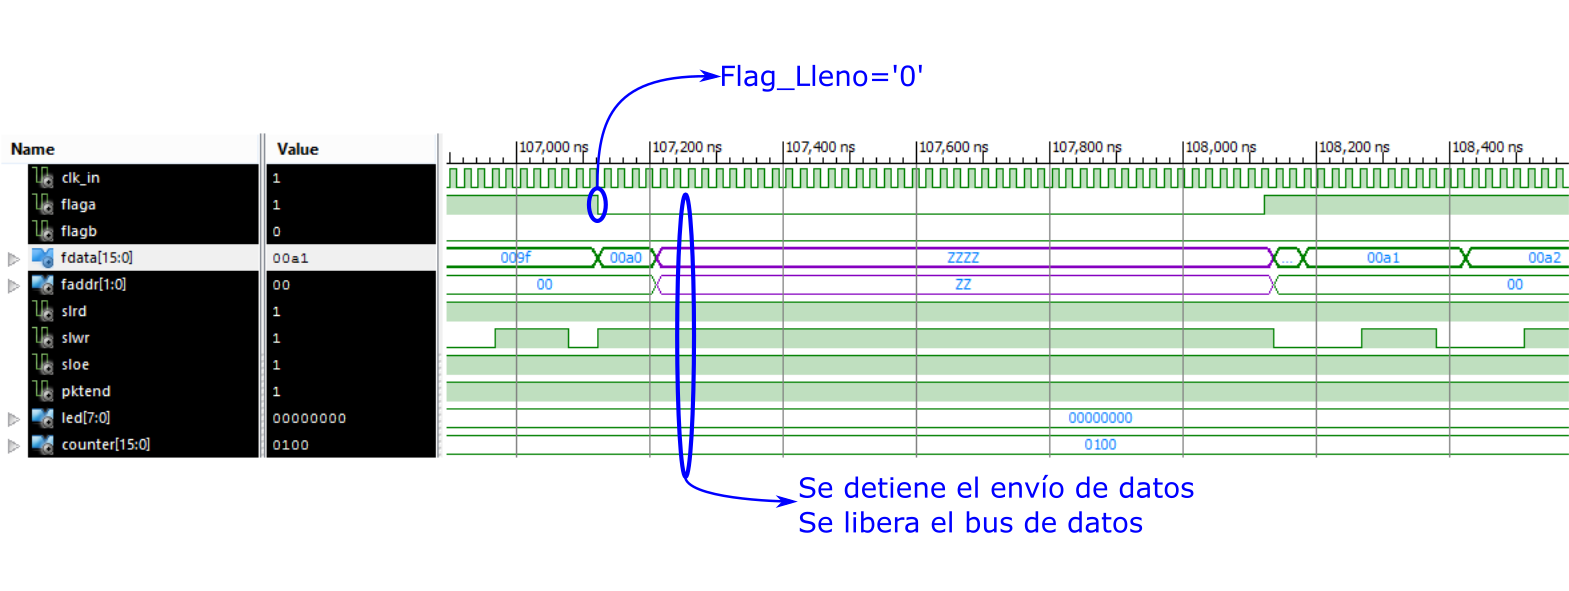 Flag_Lleno='0'
Name Value
107,000 ns 107,200 ns 107,400 ns 107,600 ns 107,800 ns 108,000 ns 108,200 ns 108,400 ns
clk_in 1
flaga 1
flagb 0
fdata[15:0] 00a1 009f 00a0 ZZZZ ... 00a1 00a2
faddr[1:0] 00 00 ZZ 00
slrd 1
slwr 1
sloe 1
pktend 1
led[7:0] 00000000 00000000
counter[15:0] 0100 0100
Se detiene el envío de datos
Se libera el bus de datos